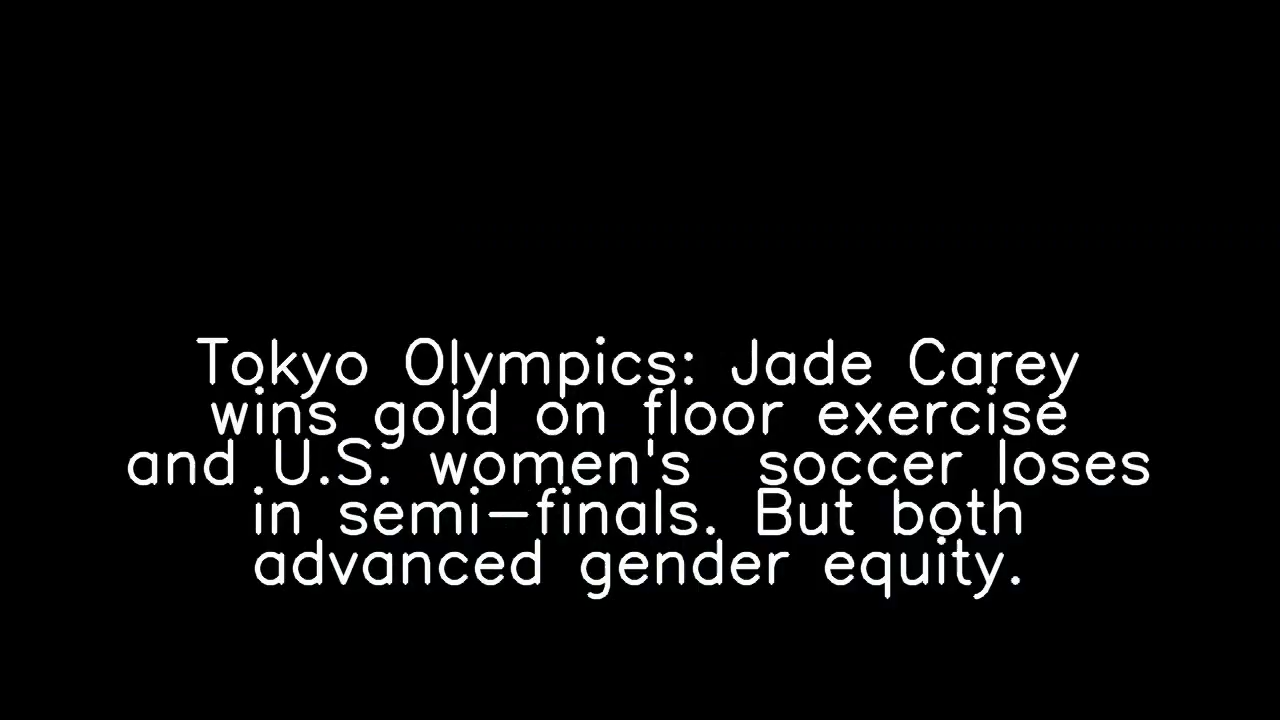 Tokyo Olympics: Jade Carey
wins gold on floor exercise
and U.S. women's  soccer loses
in semi-finals. But both
advanced gender equity.